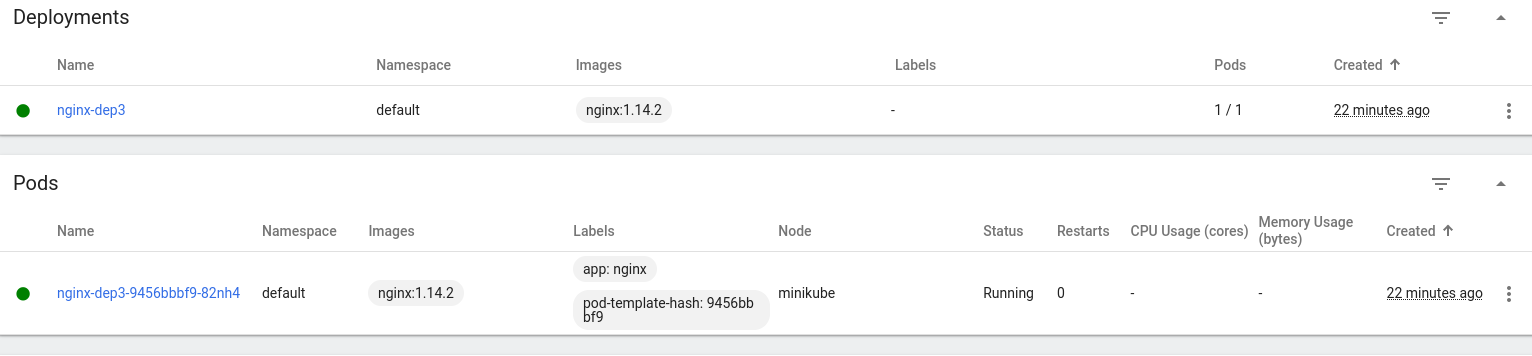 Deployments
Name Namespace Images Labels Pods Created
nginx-dep3 default nginx:1.14.2 - 1 / 1 22 minutes ago
Pods
Name Namespace Images Labels Node Status Restarts CPU Usage (cores) Memory Usage (bytes) Created
nginx-dep3-9456bbbf9-82nh4 default nginx:1.14.2 app: nginx minikube Running 0 - - 22 minutes ago
pod-template-hash: 9456bb
bf9